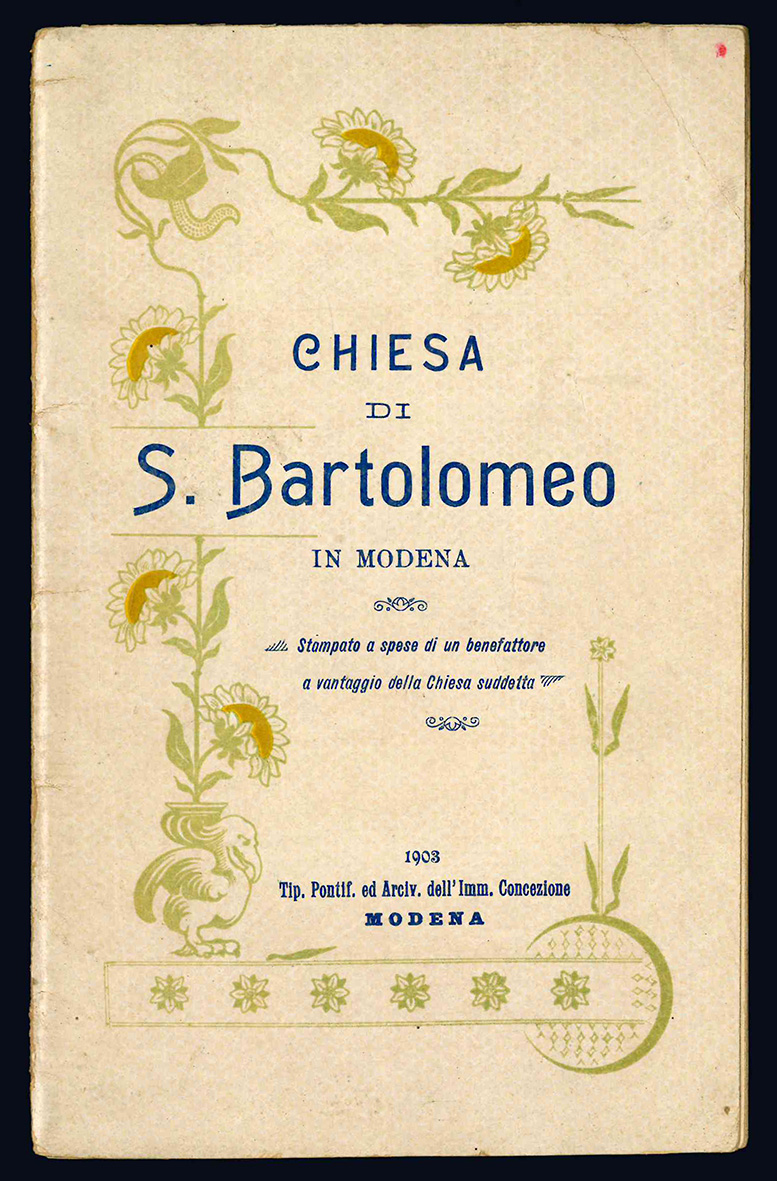 CHIESA
DI
S. Bartolomeo
IN MODENA
Stampato a spese di un benefattore
a vantaggio della Chiesa suddetta
1903
Tip. Pontif. ed Arciv. dell'Imm. Concezione
MODENA